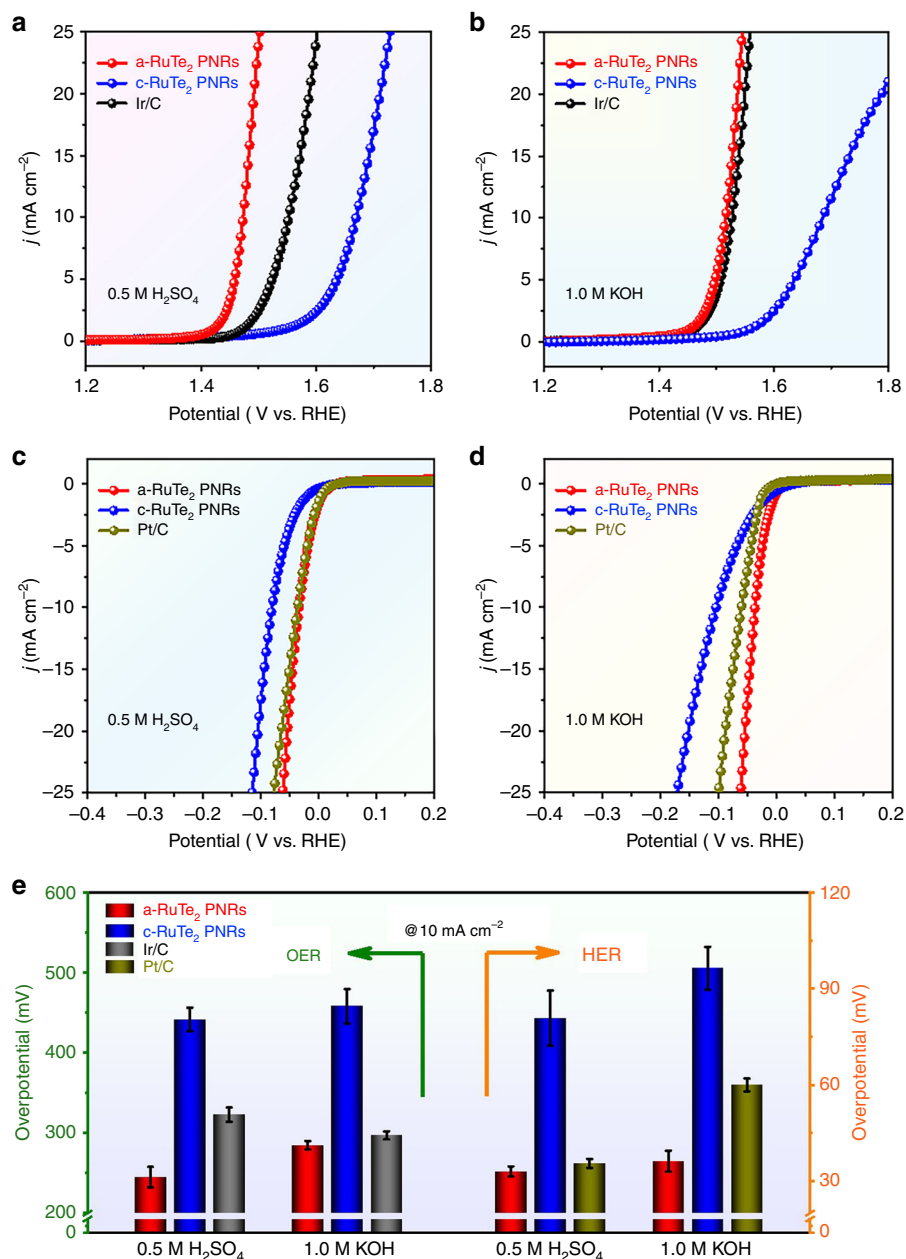 a
25
20
15
10
5
0
j (mA cm⁻²)
a-RuTe₂ PNRs
c-RuTe₂ PNRs
Ir/C
0.5 M H₂SO₄
1.2 1.4 1.6 1.8
Potential ( V vs. RHE)
b
25
20
15
10
5
0
j (mA cm⁻²)
a-RuTe₂ PNRs
c-RuTe₂ PNRs
Ir/C
1.0 M KOH
1.2 1.4 1.6 1.8
Potential ( V vs. RHE)
c
0
–5
–10
–15
–20
–25
j (mA cm⁻²)
a-RuTe₂ PNRs
c-RuTe₂ PNRs
Pt/C
0.5 M H₂SO₄
–0.4 –0.3 –0.2 –0.1 0.0 0.1 0.2
Potential ( V vs. RHE)
d
0
–5
–10
–15
–20
–25
j (mA cm⁻²)
a-RuTe₂ PNRs
c-RuTe₂ PNRs
Pt/C
1.0 M KOH
–0.4 –0.3 –0.2 –0.1 0.0 0.1 0.2
Potential ( V vs. RHE)
e
600
500
400
300
200
0
Overpotential (mV)
a-RuTe₂ PNRs
c-RuTe₂ PNRs
Ir/C
Pt/C
@10 mA cm⁻²
OER
HER
120
90
60
30
0
Overpotential (mV)
0.5 M H₂SO₄ 1.0 M KOH 0.5 M H₂SO₄ 1.0 M KOH